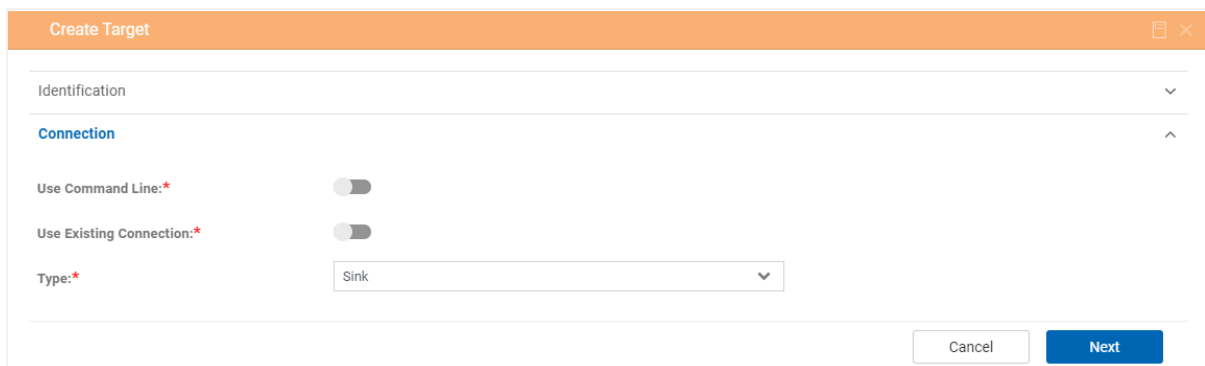 Create Target
Identification
Connection
Use Command Line:*
Use Existing Connection:*
Type:* Sink
Cancel Next